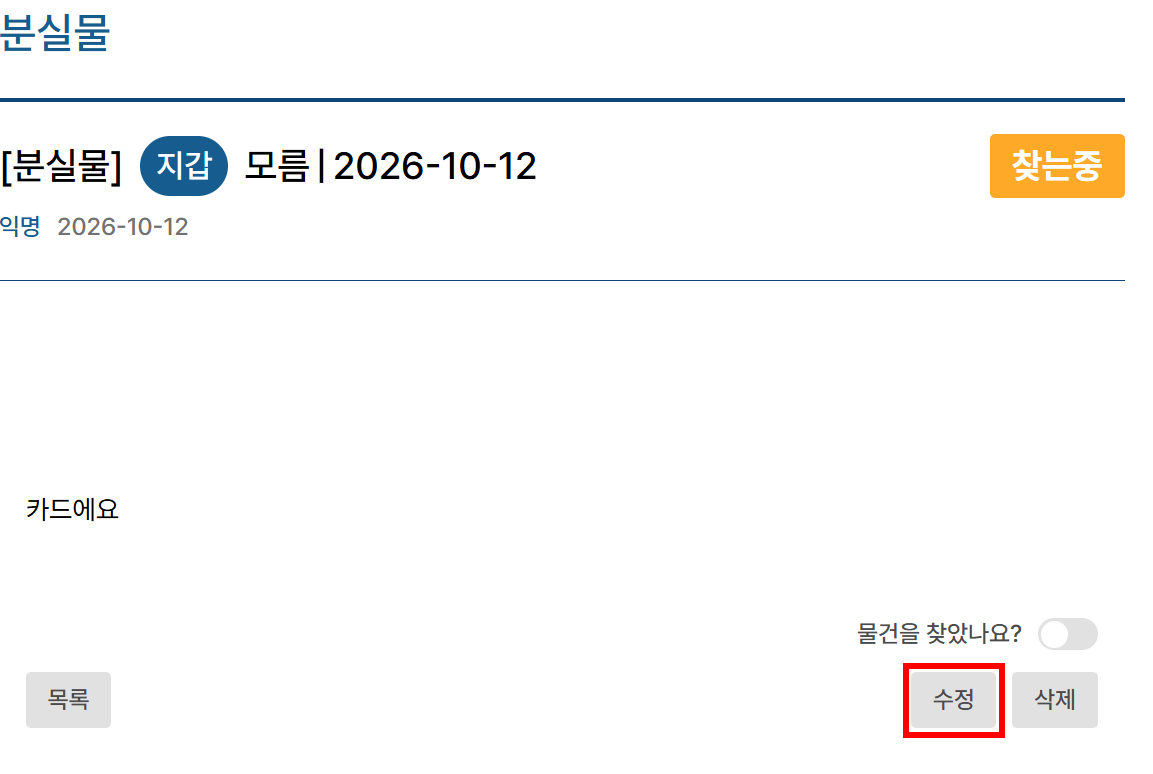 분실물
[분실물] 지갑 모름 | 2026-10-12 찾는중
익명 2026-10-12
카드에요
물건을 찾았나요?
목록 수정 삭제